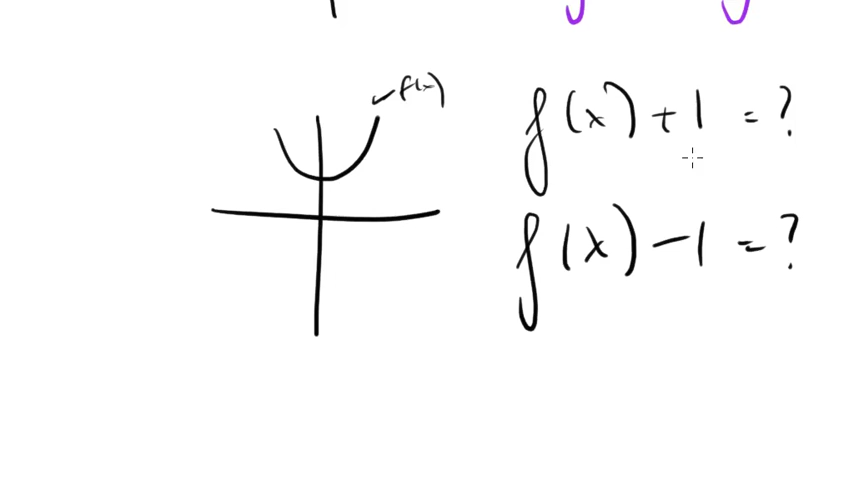 f(x)
f(x) + 1 = ?
f(x) - 1 = ?